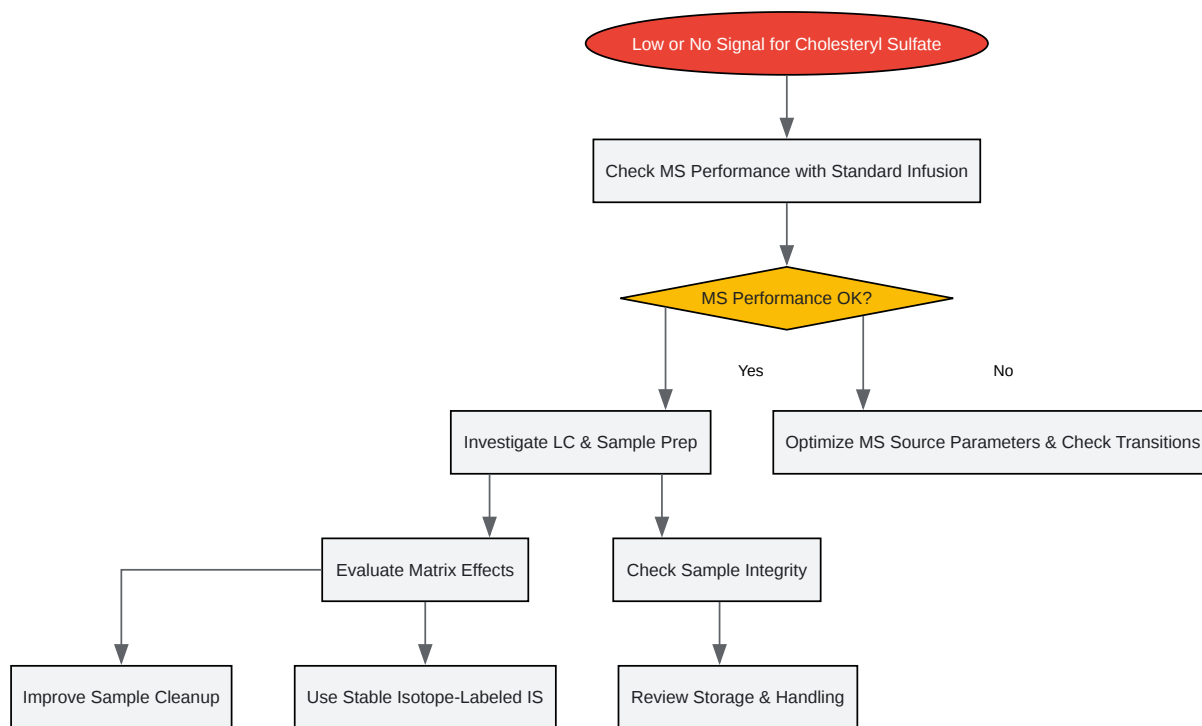 Low or No Signal for Cholesteryl Sulfate
Check MS Performance with Standard Infusion
MS Performance OK?
Yes
No
Investigate LC & Sample Prep
Optimize MS Source Parameters & Check Transitions
Evaluate Matrix Effects
Check Sample Integrity
Improve Sample Cleanup
Use Stable Isotope-Labeled IS
Review Storage & Handling